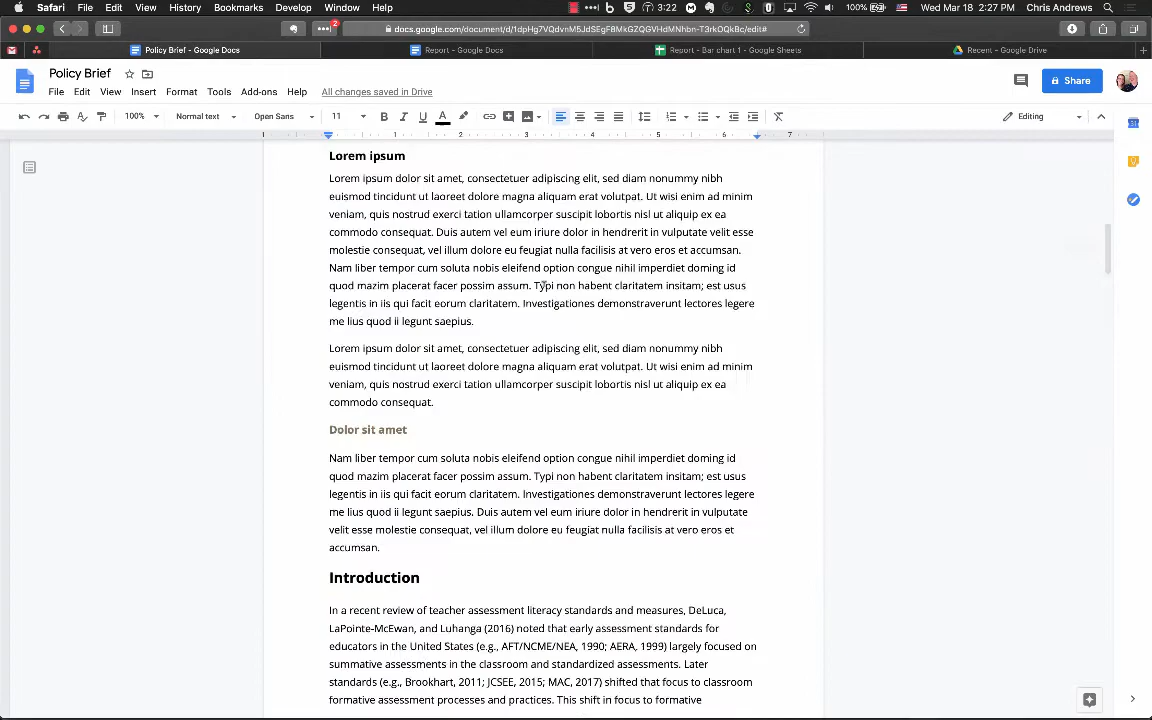 Safari File Edit View History Bookmarks Develop Window Help 3:22 100% Wed Mar 18 2:27 PM Chris Andrews
2 docs.google.com/document/d/1dpHg7VQdvnM5JdSEgF8MkGZQGVHdMNhbn-T3rkOQkBc/edit#
Policy Brief - Google Docs Report - Google Docs Report - Bar chart 1 - Google Sheets Recent - Google Drive
Policy Brief
Share
File Edit View Insert Format Tools Add-ons Help All changes saved in Drive
100% Normal text Open Sans 11 B I U A Editing
1 1 2 3 4 5 6 7
Lorem ipsum
Lorem ipsum dolor sit amet, consectetuer adipiscing elit, sed diam nonummy nibh
euismod tincidunt ut laoreet dolore magna aliquam erat volutpat. Ut wisi enim ad minim
veniam, quis nostrud exerci tation ullamcorper suscipit lobortis nisl ut aliquip ex ea
commodo consequat. Duis autem vel eum iriure dolor in hendrerit in vulputate velit esse
molestie consequat, vel illum dolore eu feugiat nulla facilisis at vero eros et accumsan.
Nam liber tempor cum soluta nobis eleifend option congue nihil imperdiet doming id
quod mazim placerat facer possim assum. Typi non habent claritatem insitam; est usus
legentis in iis qui facit eorum claritatem. Investigationes demonstraverunt lectores legere
me lius quod ii legunt saepius.
Lorem ipsum dolor sit amet, consectetuer adipiscing elit, sed diam nonummy nibh
euismod tincidunt ut laoreet dolore magna aliquam erat volutpat. Ut wisi enim ad minim
veniam, quis nostrud exerci tation ullamcorper suscipit lobortis nisl ut aliquip ex ea
commodo consequat.
Dolor sit amet
Nam liber tempor cum soluta nobis eleifend option congue nihil imperdiet doming id
quod mazim placerat facer possim assum. Typi non habent claritatem insitam; est usus
legentis in iis qui facit eorum claritatem. Investigationes demonstraverunt lectores legere
me lius quod ii legunt saepius. Duis autem vel eum iriure dolor in hendrerit in vulputate
velit esse molestie consequat, vel illum dolore eu feugiat nulla facilisis at vero eros et
accumsan.
Introduction
In a recent review of teacher assessment literacy standards and measures, DeLuca,
LaPointe-McEwan, and Luhanga (2016) noted that early assessment standards for
educators in the United States (e.g., AFT/NCME/NEA, 1990; AERA, 1999) largely focused on
summative assessments in the classroom and standardized assessments. Later
standards (e.g., Brookhart, 2011; JCSEE, 2015; MAC, 2017) shifted that focus to classroom
formative assessment processes and practices. This shift in focus to formative